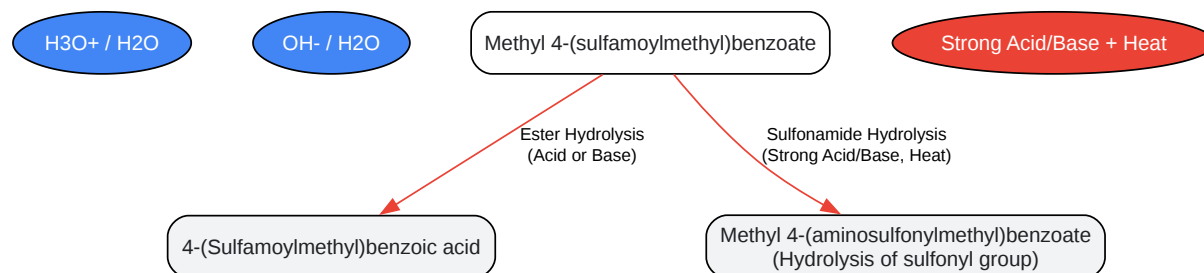 H3O+ / H2O
OH- / H2O
Methyl 4-(sulfamoylmethyl)benzoate
Strong Acid/Base + Heat
Ester Hydrolysis
(Acid or Base)
Sulfonamide Hydrolysis
(Strong Acid/Base, Heat)
4-(Sulfamoylmethyl)benzoic acid
Methyl 4-(aminosulfonylmethyl)benzoate
(Hydrolysis of sulfonyl group)